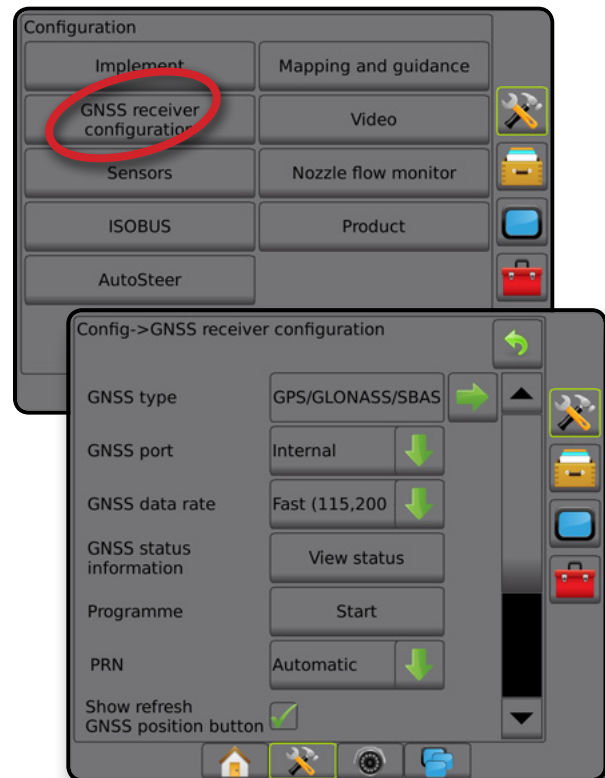 Configuration
Implement
Mapping and guidance
GNSS receiver
configuration
Video
Sensors
Nozzle flow monitor
ISOBUS
Product
AutoSteer
Config->GNSS receiver configuration
GNSS type
GPS/GLONASS/SBAS
GNSS port
Internal
GNSS data rate
Fast (115,200
GNSS status
information
View status
Programme
Start
PRN
Automatic
Show refresh
GNSS position button